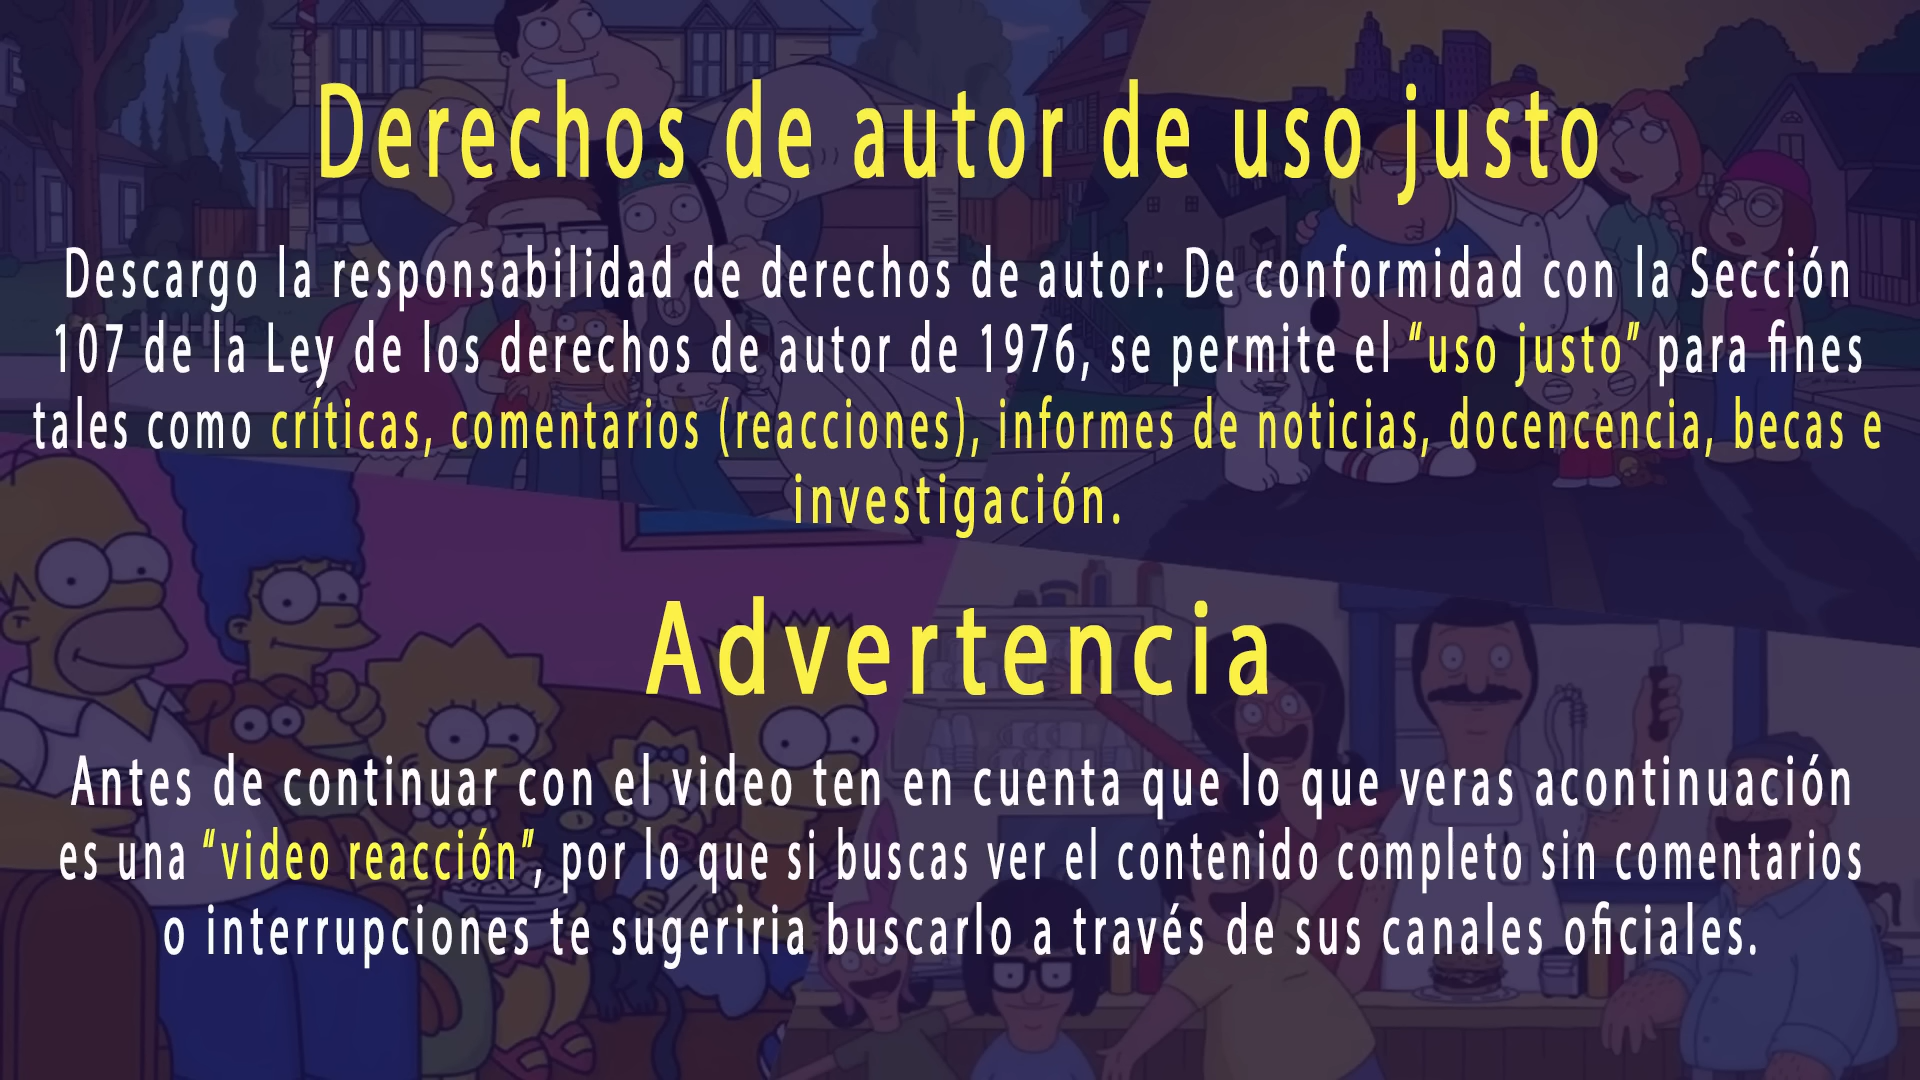 Derechos de autor de uso justo
Descargo la responsabilidad de derechos de autor: De conformidad con la Sección
107 de la Ley de los derechos de autor de 1976, se permite el “uso justo” para fines
tales como críticas, comentarios (reacciones), informes de noticias, docencencia, becas e
investigación.
Advertencia
Antes de continuar con el video ten en cuenta que lo que veras acontinuación
es una “video reacción”, por lo que si buscas ver el contenido completo sin comentarios
o interrupciones te sugeriria buscarlo a través de sus canales oficiales.